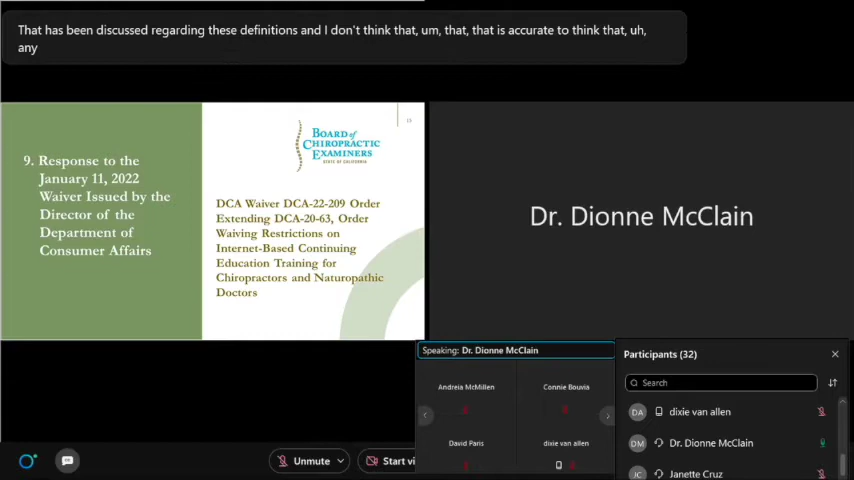 That has been discussed regarding these definitions and I don't think that, um, that, that is accurate to think that, uh,
any
9. Response to the
January 11, 2022
Waiver Issued by the
Director of the
Department of
Consumer Affairs
15
BOARD of
CHIROPRACTIC
EXAMINERS
STATE OF CALIFORNIA
DCA Waiver DCA-22-209 Order
Extending DCA-20-63, Order
Waiving Restrictions on
Internet-Based Continuing
Education Training for
Chiropractors and Naturopathic
Doctors
Dr. Dionne McClain
Speaking: Dr. Dionne McClain
Andreia McMillen
Connie Bouvia
David Paris
dixie van allen
Participants (32)
Search
DA dixie van allen
DM Dr. Dionne McClain
JC Janette Cruz
Unmute
Start vi